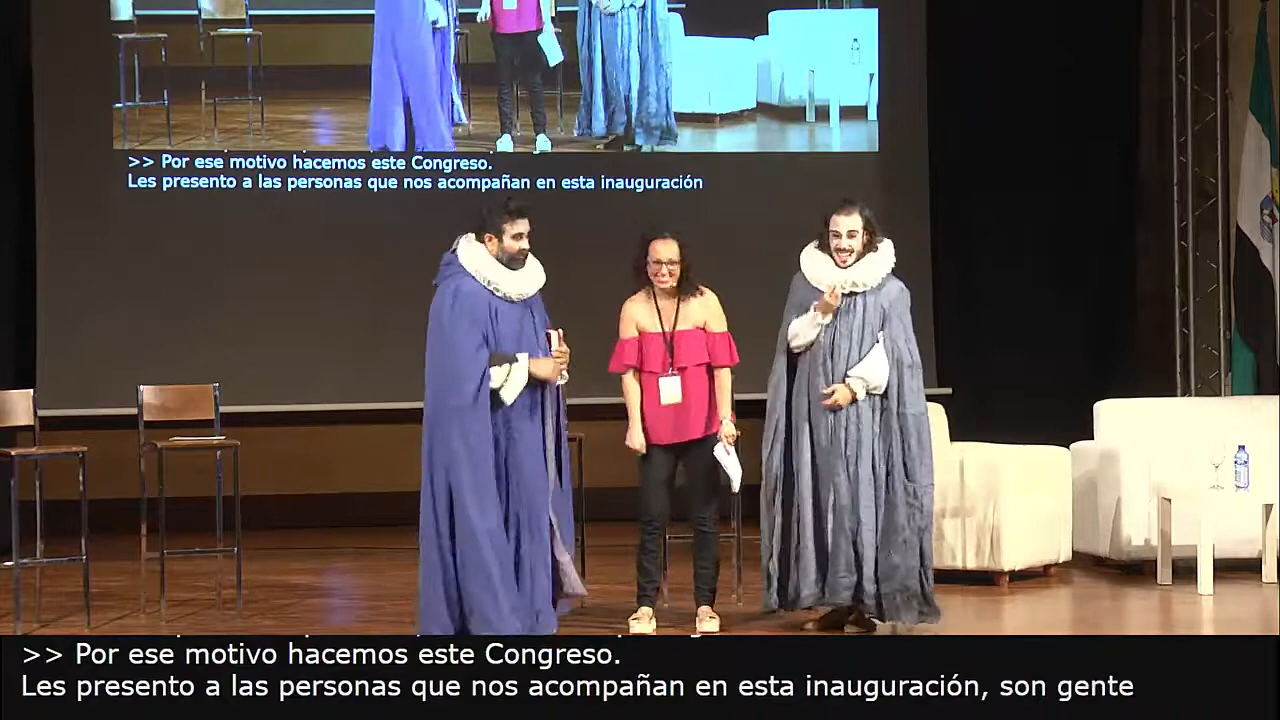 >> Por ese motivo hacemos este Congreso.
Les presento a las personas que nos acompañan en esta inauguración
>> Por ese motivo hacemos este Congreso.
Les presento a las personas que nos acompañan en esta inauguración, son gente